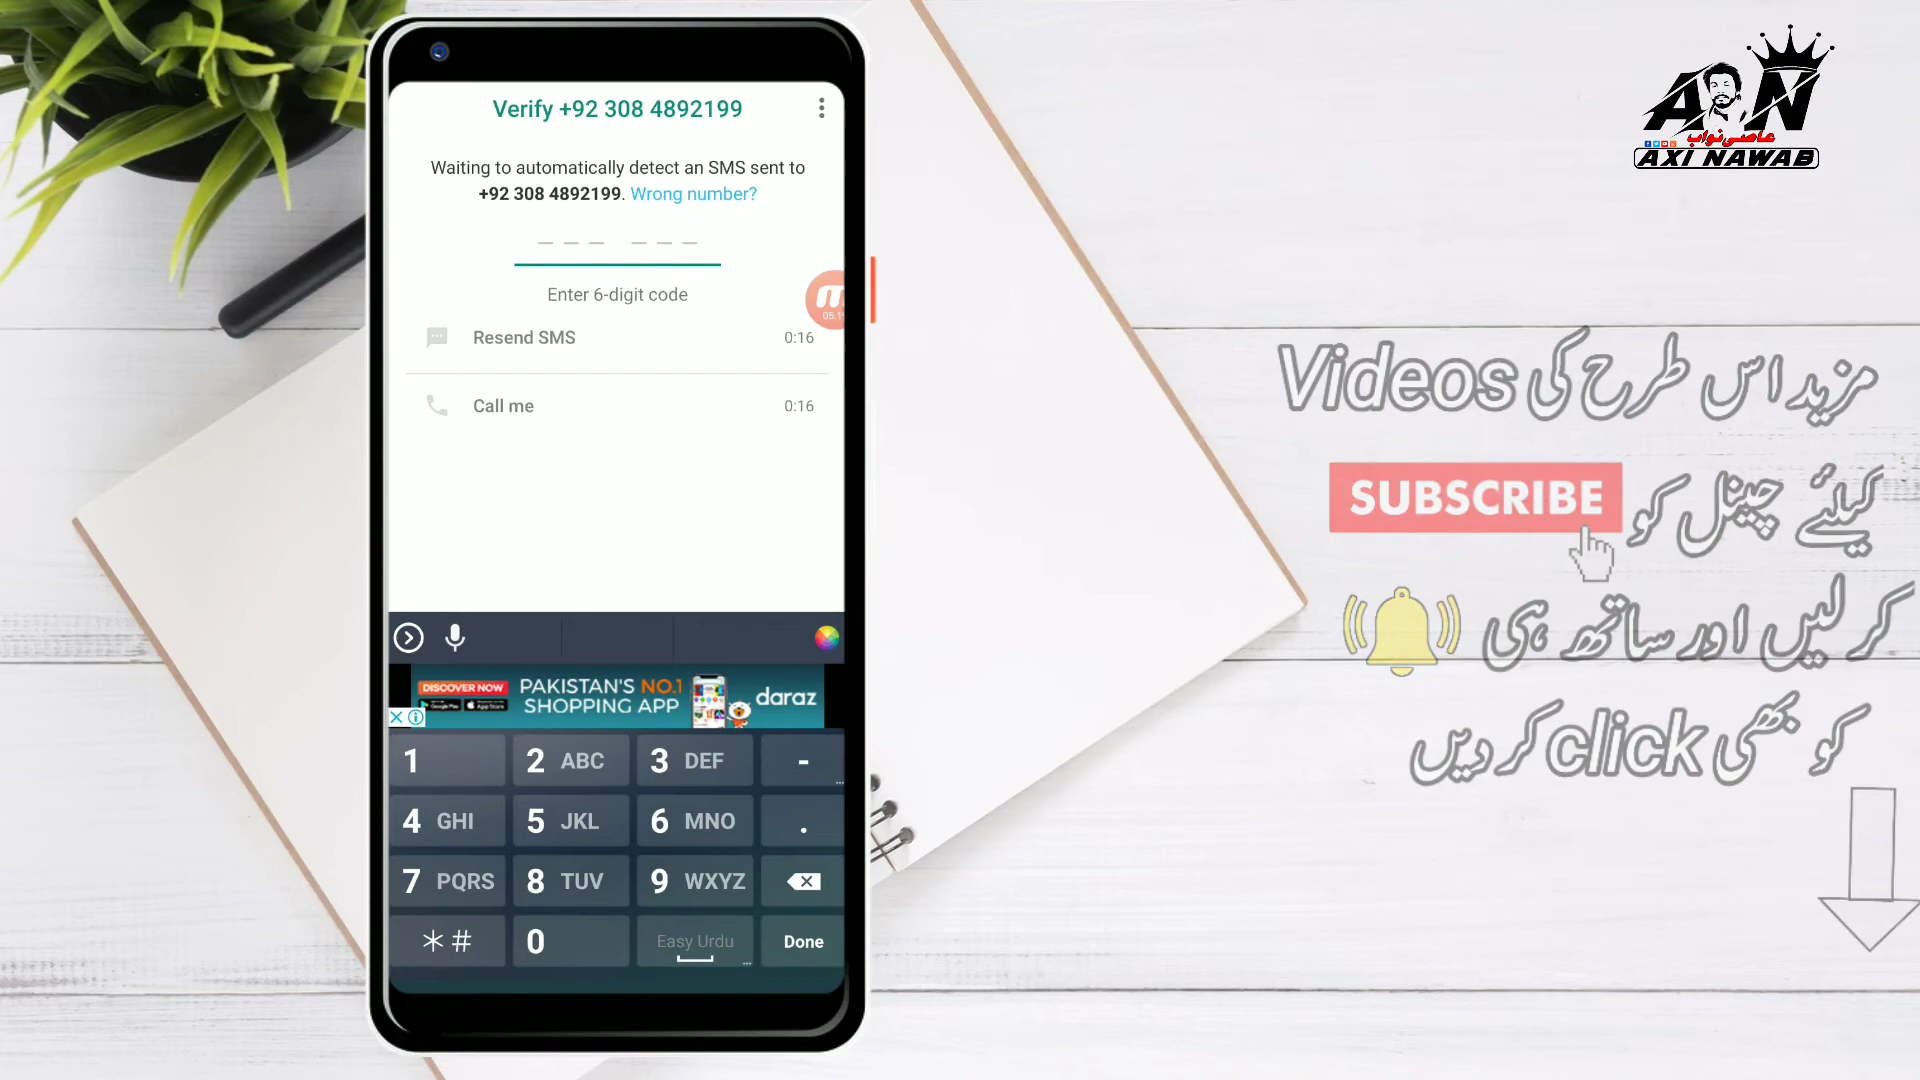 Verify +92 308 4892199
Waiting to automatically detect an SMS sent to
+92 308 4892199. Wrong number?
Enter 6-digit code
Resend SMS 0:16
Call me 0:16
DISCOVER NOW
PAKISTAN'S NO.1
SHOPPING APP
daraz
1
2 ABC
3 DEF
-
4 GHI
5 JKL
6 MNO
.
7 PQRS
8 TUV
9 WXYZ
* #
0
Easy Urdu
Done
AN
عاصی نواب
AXI NAWAB
مزید اس طرح کی Videos
کیلئے چینل کو SUBSCRIBE
کر لیں اور ساتھ ہی
کو بھی click کر دیں